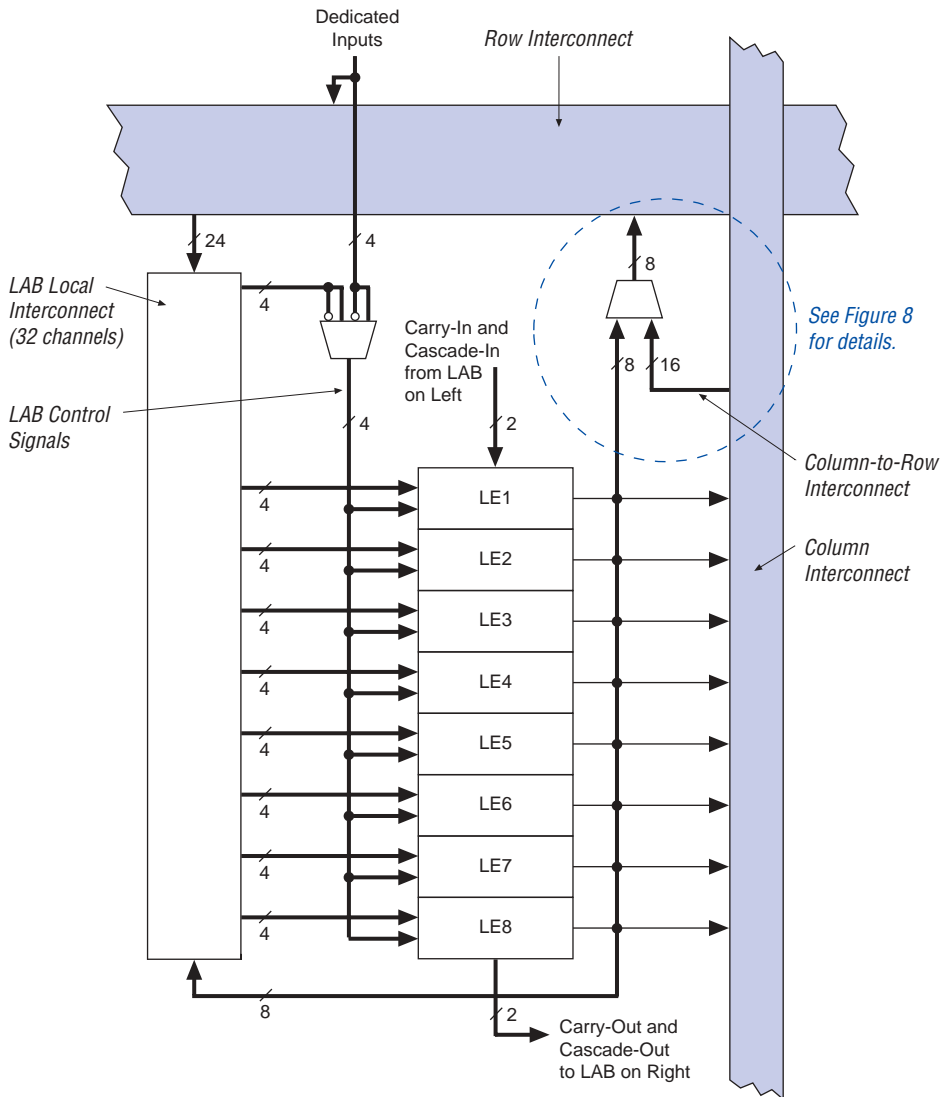 Dedicated
Inputs
Row Interconnect
24
4
8
LAB Local
Interconnect
(32 channels)
4
See Figure 8
for details.
Carry-In and
Cascade-In
from LAB
on Left
8
16
LAB Control
Signals
4
2
Column-to-Row
Interconnect
4
LE1
4
LE2
Column
Interconnect
4
LE3
4
LE4
4
LE5
4
LE6
4
LE7
4
LE8
8
2
Carry-Out and
Cascade-Out
to LAB on Right